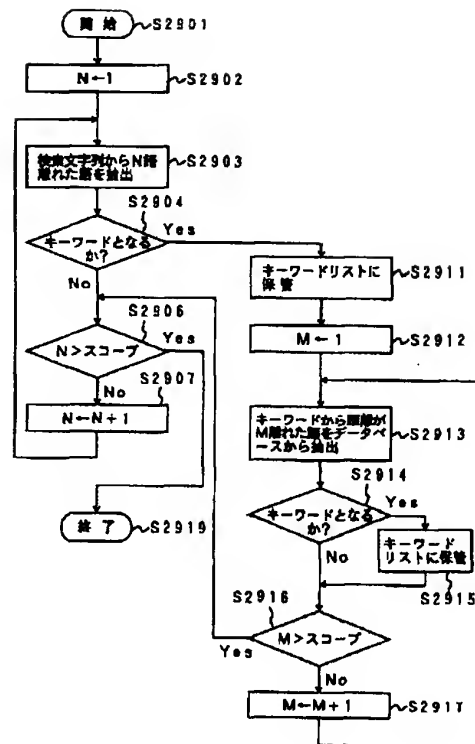 開始
S2901
N←1
S2902
検索文字列からN語
離れた語を抽出
S2903
S2904
キーワードとなる
か?
Yes
No
S2906
N>スコープ
Yes
No
S2907
N←N+1
終了
S2919
キーワードリストに
保管
S2911
M←1
S2912
キーワードから距離が
M離れた語をデータベ
ースから抽出
S2913
S2914
キーワードとなる
か?
Yes
No
キーワード
リストに保管
S2915
S2916
M>スコープ
Yes
No
M←M+1
S2917